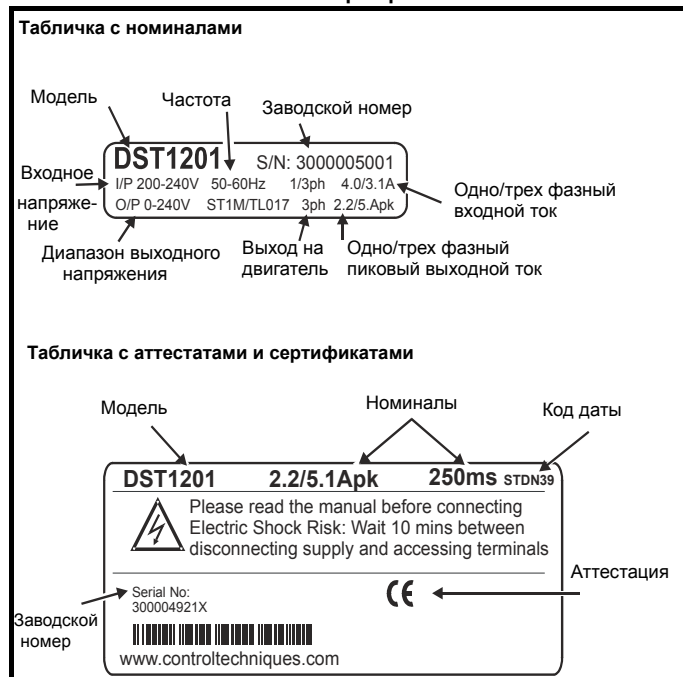 Табличка с номиналами
Модель
Частота
Заводской номер
Входное
напряже-
ние
DST1201 S/N: 3000005001
I/P 200-240V 50-60Hz 1/3ph 4.0/3.1A
O/P 0-240V ST1M/TL017 3ph 2.2/5.Apk
Одно/трех фазный
входной ток
Диапазон выходного
напряжения
Выход на
двигатель
Одно/трех фазный
пиковый выходной ток
Табличка с аттестатами и сертификатами
Модель
Номиналы
Код даты
DST1201 2.2/5.1Apk 250ms STDN39
Please read the manual before connecting
Electric Shock Risk: Wait 10 mins between
disconnecting supply and accessing terminals
Аттестация
Serial No:
300004921X
CE
Заводской
номер
www.controltechniques.com